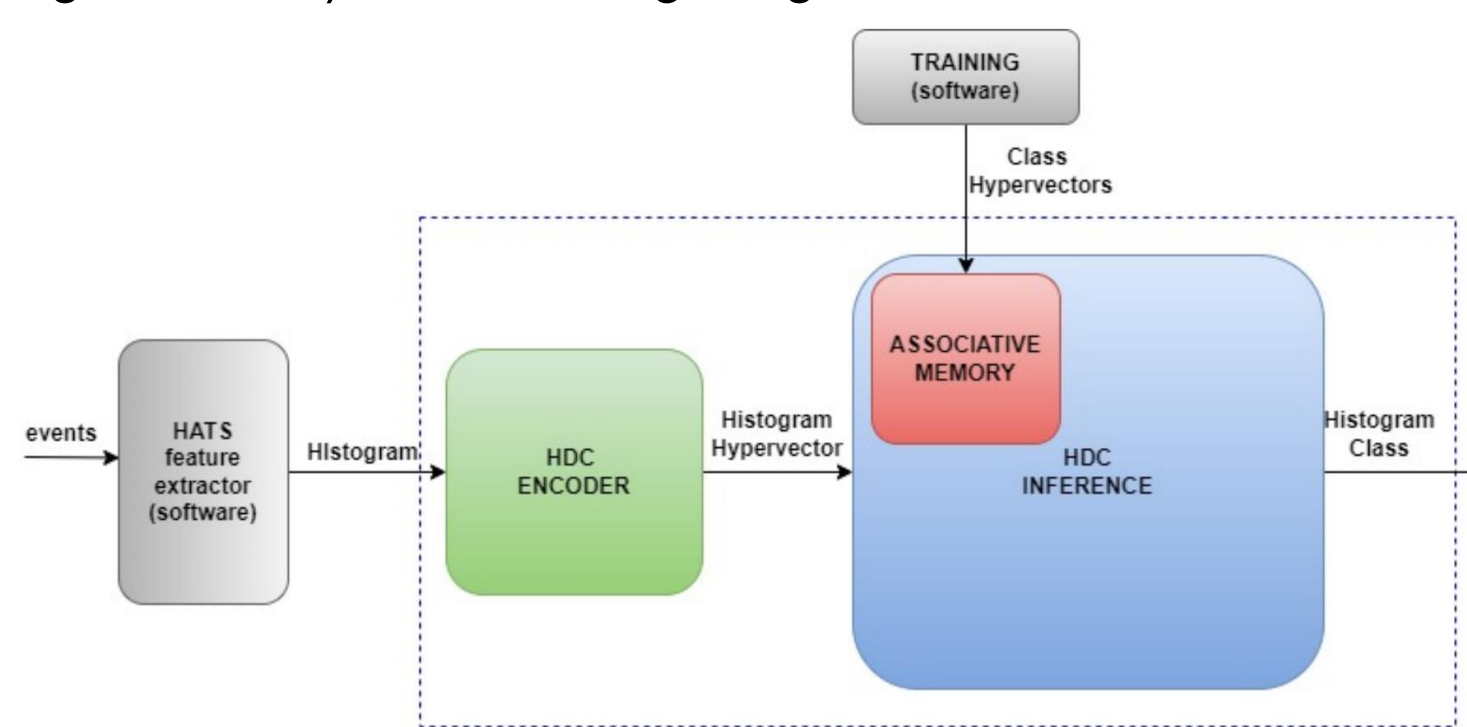 TRAINING
(software)
Class
Hypervectors
ASSOCIATIVE
MEMORY
events
HATS
feature
extractor
(software)
HIstogram
HDC
ENCODER
Histogram
Hypervector
HDC
INFERENCE
Histogram
Class